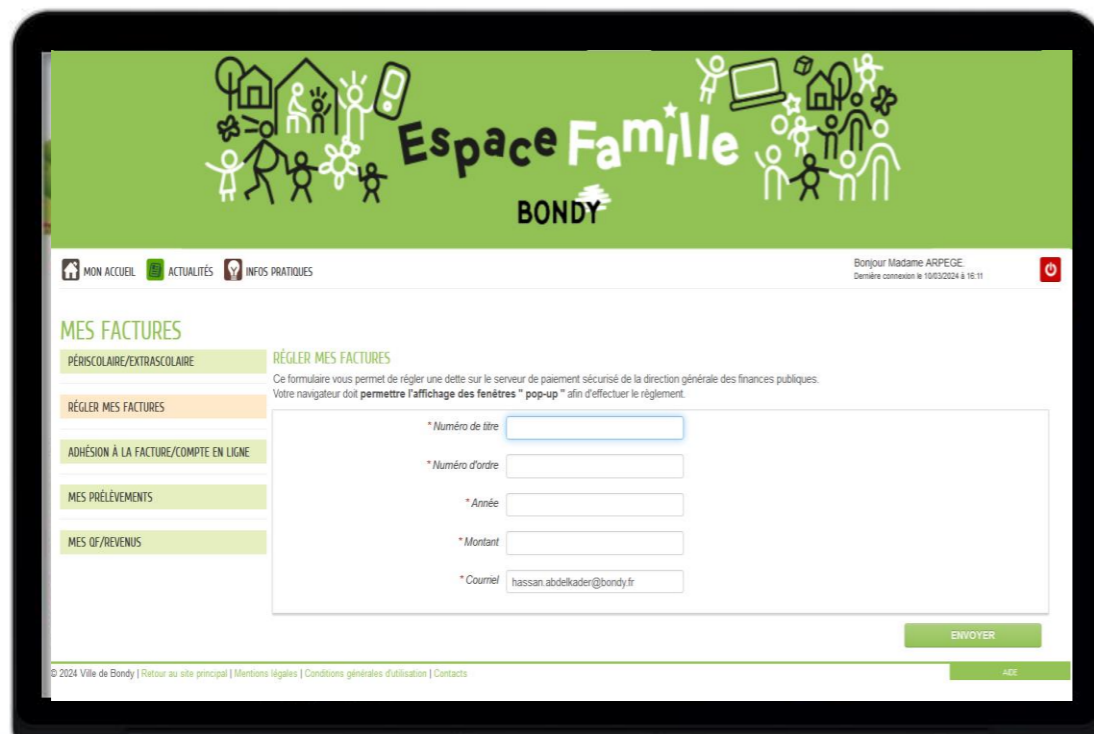 Espace Famille
BONDY
MON ACCUEIL ACTUALITÉS INFOS PRATIQUES
Bonjour Madame ARPEGE.
Dernière connexion le 10/03/2024 à 16:11
MES FACTURES
PÉRISCOLAIRE/EXTRASCOLAIRE
RÉGLER MES FACTURES
ADHÉSION À LA FACTURE/COMPTE EN LIGNE
MES PRÉLÈVEMENTS
MES QF/REVENUS
RÉGLER MES FACTURES
Ce formulaire vous permet de régler une dette sur le serveur de paiement sécurisé de la direction générale des finances publiques.
Votre navigateur doit permettre l'affichage des fenêtres " pop-up " afin d'effectuer le règlement.
* Numéro de titre
* Numéro d'ordre
* Année
* Montant
* Courriel hassan.abdelkader@bondy.fr
ENVOYER
© 2024 Ville de Bondy | Retour au site principal | Mentions légales | Conditions générales d'utilisation | Contacts
AIDE